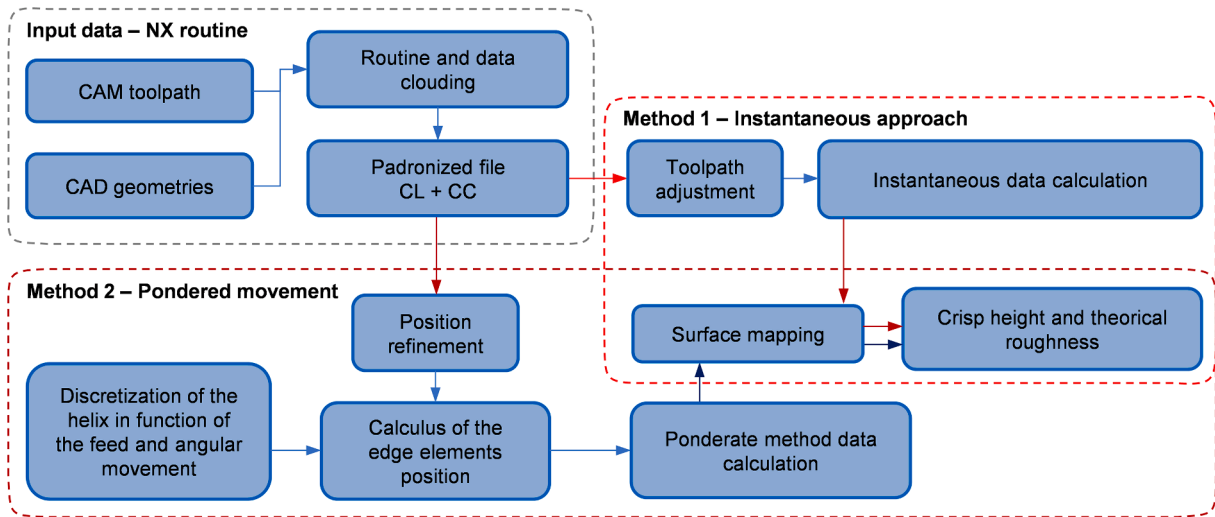 Input data – NX routine
CAM toolpath
CAD geometries
Routine and data
clouding
Padronized file
CL + CC
Method 1 – Instantaneous approach
Toolpath
adjustment
Instantaneous data calculation
Method 2 – Pondered movement
Position
refinement
Surface mapping
Crisp height and theorical
roughness
Discretization of the
helix in function of
the feed and angular
movement
Calculus of the
edge elements
position
Ponderate method data
calculation